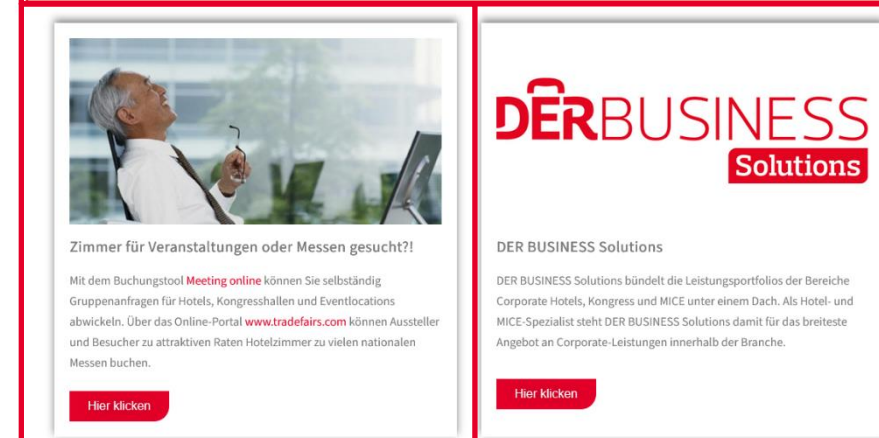 Zimmer für Veranstaltungen oder Messen gesucht?!
Mit dem Buchungstool Meeting online können Sie selbständig
Gruppenanfragen für Hotels, Kongresshallen und Eventlocations
abwickeln. Über das Online-Portal www.tradefairs.com können Aussteller
und Besucher zu attraktiven Raten Hotelzimmer zu vielen nationalen
Messen buchen.
Hier klicken
DERBUSINESS
Solutions
DER BUSINESS Solutions
DER BUSINESS Solutions bündelt die Leistungsportfolios der Bereiche
Corporate Hotels, Kongress und MICE unter einem Dach. Als Hotel- und
MICE-Spezialist steht DER BUSINESS Solutions damit für das breiteste
Angebot an Corporate-Leistungen innerhalb der Branche.
Hier klicken